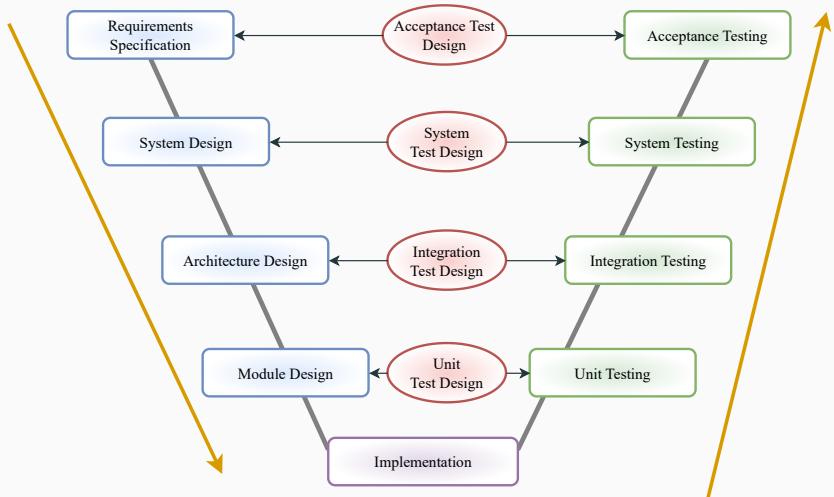 Requirements
Specification
Acceptance Test
Design
Acceptance Testing
System Design
System
Test Design
System Testing
Architecture Design
Integration
Test Design
Integration Testing
Module Design
Unit
Test Design
Unit Testing
Implementation